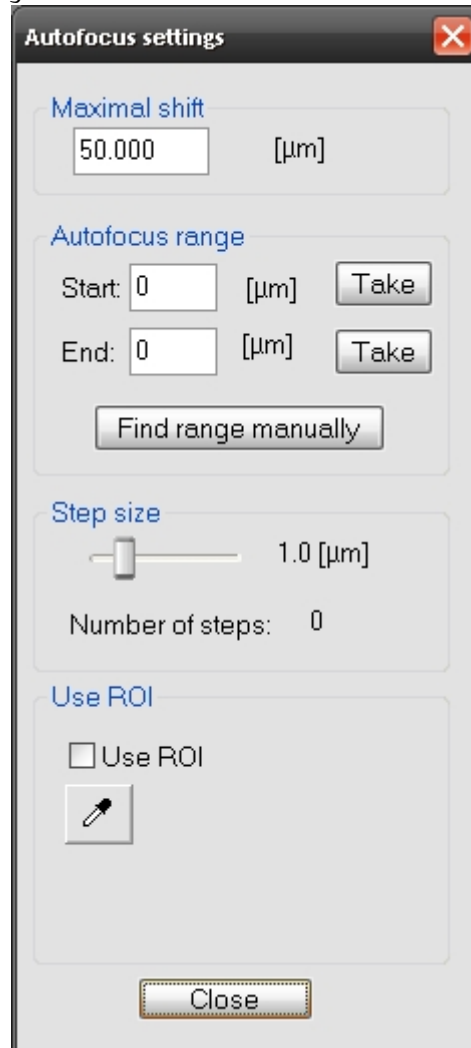 Autofocus settings
Maximal shift
50.000 [µm]
Autofocus range
Start: 0 [µm] Take
End: 0 [µm] Take
Find range manually
Step size
1.0 [µm]
Number of steps: 0
Use ROI
Use ROI
Close